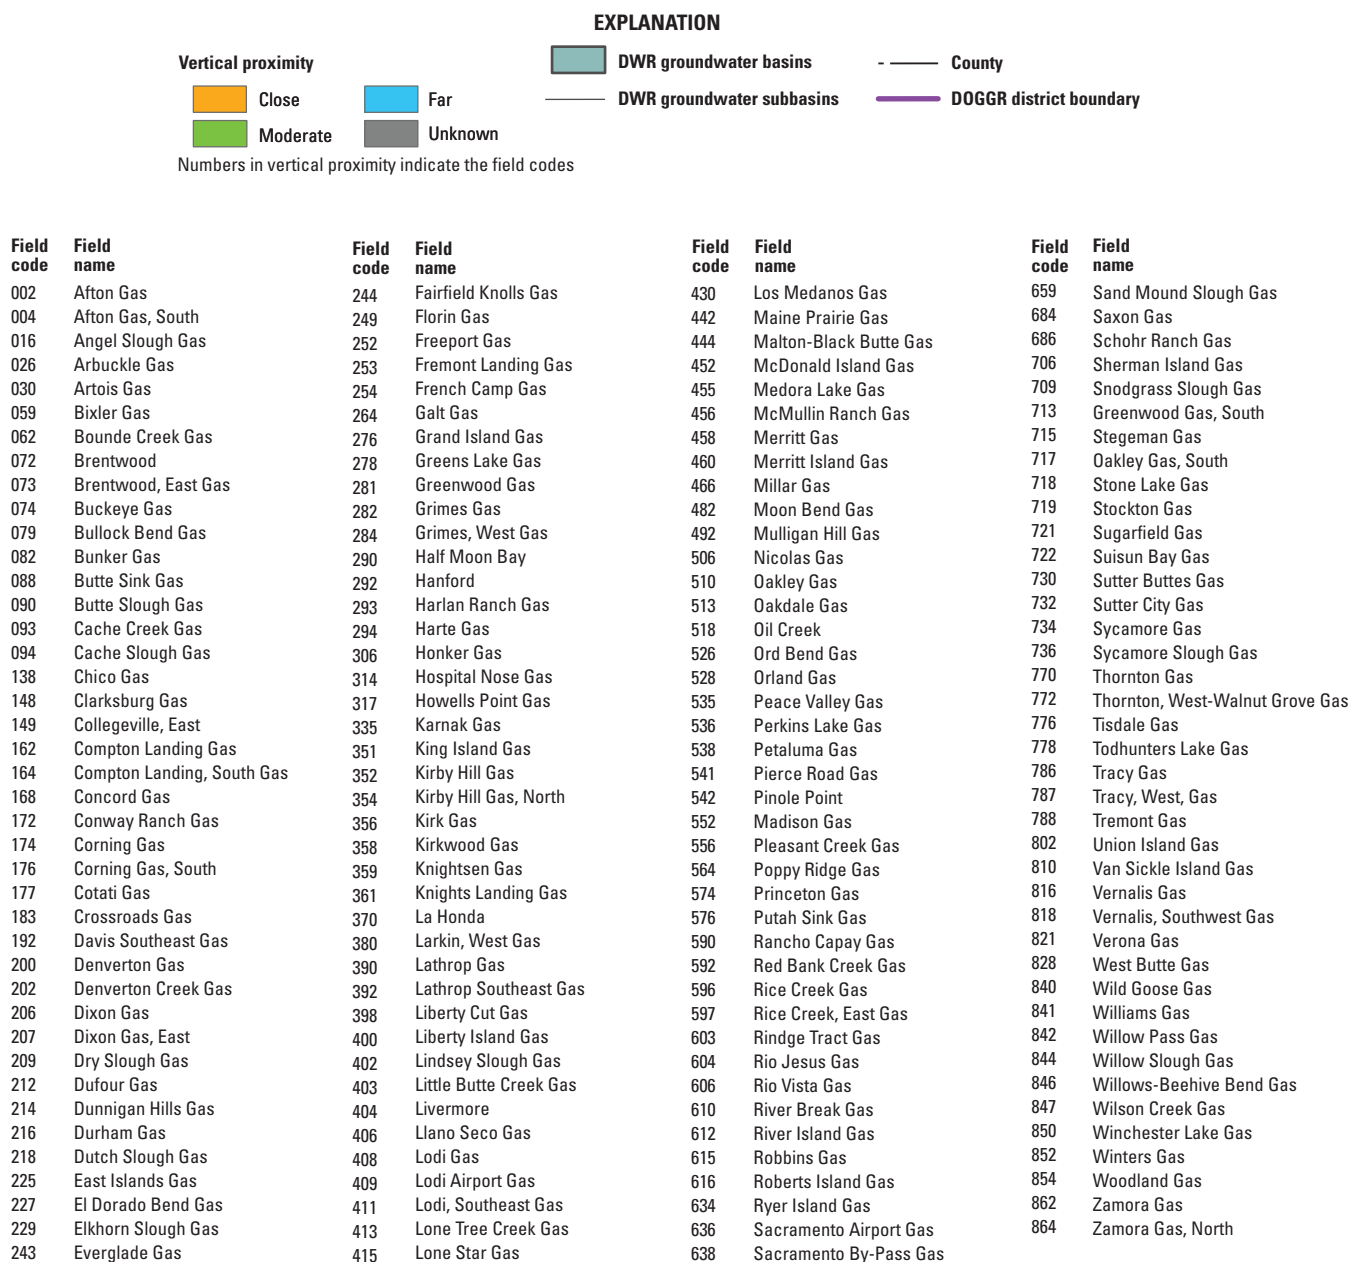 EXPLANATION
Vertical proximity
Close
Far
Moderate
Unknown
Numbers in vertical proximity indicate the field codes
DWR groundwater basins
DWR groundwater subbasins
County
DOGGR district boundary
Field code Field name
002 Afton Gas
004 Afton Gas, South
016 Angel Slough Gas
026 Arbuckle Gas
030 Artois Gas
059 Bixler Gas
062 Bounde Creek Gas
072 Brentwood
073 Brentwood, East Gas
074 Buckeye Gas
079 Bullock Bend Gas
082 Bunker Gas
088 Butte Sink Gas
090 Butte Slough Gas
093 Cache Creek Gas
094 Cache Slough Gas
138 Chico Gas
148 Clarksburg Gas
149 Collegeville, East
162 Compton Landing Gas
164 Compton Landing, South Gas
168 Concord Gas
172 Conway Ranch Gas
174 Corning Gas
176 Corning Gas, South
177 Cotati Gas
183 Crossroads Gas
192 Davis Southeast Gas
200 Denverton Gas
202 Denverton Creek Gas
206 Dixon Gas
207 Dixon Gas, East
209 Dry Slough Gas
212 Dufour Gas
214 Dunnigan Hills Gas
216 Durham Gas
218 Dutch Slough Gas
225 East Islands Gas
227 El Dorado Bend Gas
229 Elkhorn Slough Gas
243 Everglade Gas
Field code Field name
244 Fairfield Knolls Gas
249 Florin Gas
252 Freeport Gas
253 Fremont Landing Gas
254 French Camp Gas
264 Galt Gas
276 Grand Island Gas
278 Greens Lake Gas
281 Greenwood Gas
282 Grimes Gas
284 Grimes, West Gas
290 Half Moon Bay
292 Hanford
293 Harlan Ranch Gas
294 Harte Gas
306 Honker Gas
314 Hospital Nose Gas
317 Howells Point Gas
335 Karnak Gas
351 King Island Gas
352 Kirby Hill Gas
354 Kirby Hill Gas, North
356 Kirk Gas
358 Kirkwood Gas
359 Knightsen Gas
361 Knights Landing Gas
370 La Honda
380 Larkin, West Gas
390 Lathrop Gas
392 Lathrop Southeast Gas
398 Liberty Cut Gas
400 Liberty Island Gas
402 Lindsey Slough Gas
403 Little Butte Creek Gas
404 Livermore
406 Llano Seco Gas
408 Lodi Gas
409 Lodi Airport Gas
411 Lodi, Southeast Gas
413 Lone Tree Creek Gas
415 Lone Star Gas
Field code Field name
430 Los Medanos Gas
442 Maine Prairie Gas
444 Malton-Black Butte Gas
452 McDonald Island Gas
455 Medora Lake Gas
456 McMullin Ranch Gas
458 Merritt Gas
460 Merritt Island Gas
466 Millar Gas
482 Moon Bend Gas
492 Mulligan Hill Gas
506 Nicolas Gas
510 Oakley Gas
513 Oakdale Gas
518 Oil Creek
526 Ord Bend Gas
528 Orland Gas
535 Peace Valley Gas
536 Perkins Lake Gas
538 Petaluma Gas
541 Pierce Road Gas
542 Pinole Point
552 Madison Gas
556 Pleasant Creek Gas
564 Poppy Ridge Gas
574 Princeton Gas
576 Putah Sink Gas
590 Rancho Capay Gas
592 Red Bank Creek Gas
596 Rice Creek Gas
597 Rice Creek, East Gas
603 Rindge Tract Gas
604 Rio Jesus Gas
606 Rio Vista Gas
610 River Break Gas
612 River Island Gas
615 Robbins Gas
616 Roberts Island Gas
634 Ryer Island Gas
636 Sacramento Airport Gas
638 Sacramento By-Pass Gas
Field code Field name
659 Sand Mound Slough Gas
684 Saxon Gas
686 Schohr Ranch Gas
706 Sherman Island Gas
709 Snodgrass Slough Gas
713 Greenwood Gas, South
715 Stegeman Gas
717 Oakley Gas, South
718 Stone Lake Gas
719 Stockton Gas
721 Sugarfield Gas
722 Suisun Bay Gas
730 Sutter Buttes Gas
732 Sutter City Gas
734 Sycamore Gas
736 Sycamore Slough Gas
770 Thornton Gas
772 Thornton, West-Walnut Grove Gas
776 Tisdale Gas
778 Todhunters Lake Gas
786 Tracy Gas
787 Tracy, West, Gas
788 Tremont Gas
802 Union Island Gas
810 Van Sickle Island Gas
816 Vernalis Gas
818 Vernalis, Southwest Gas
821 Verona Gas
828 West Butte Gas
840 Wild Goose Gas
841 Williams Gas
842 Willow Pass Gas
844 Willow Slough Gas
846 Willows-Beehive Bend Gas
847 Wilson Creek Gas
850 Winchester Lake Gas
852 Winters Gas
854 Woodland Gas
862 Zamora Gas
864 Zamora Gas, North